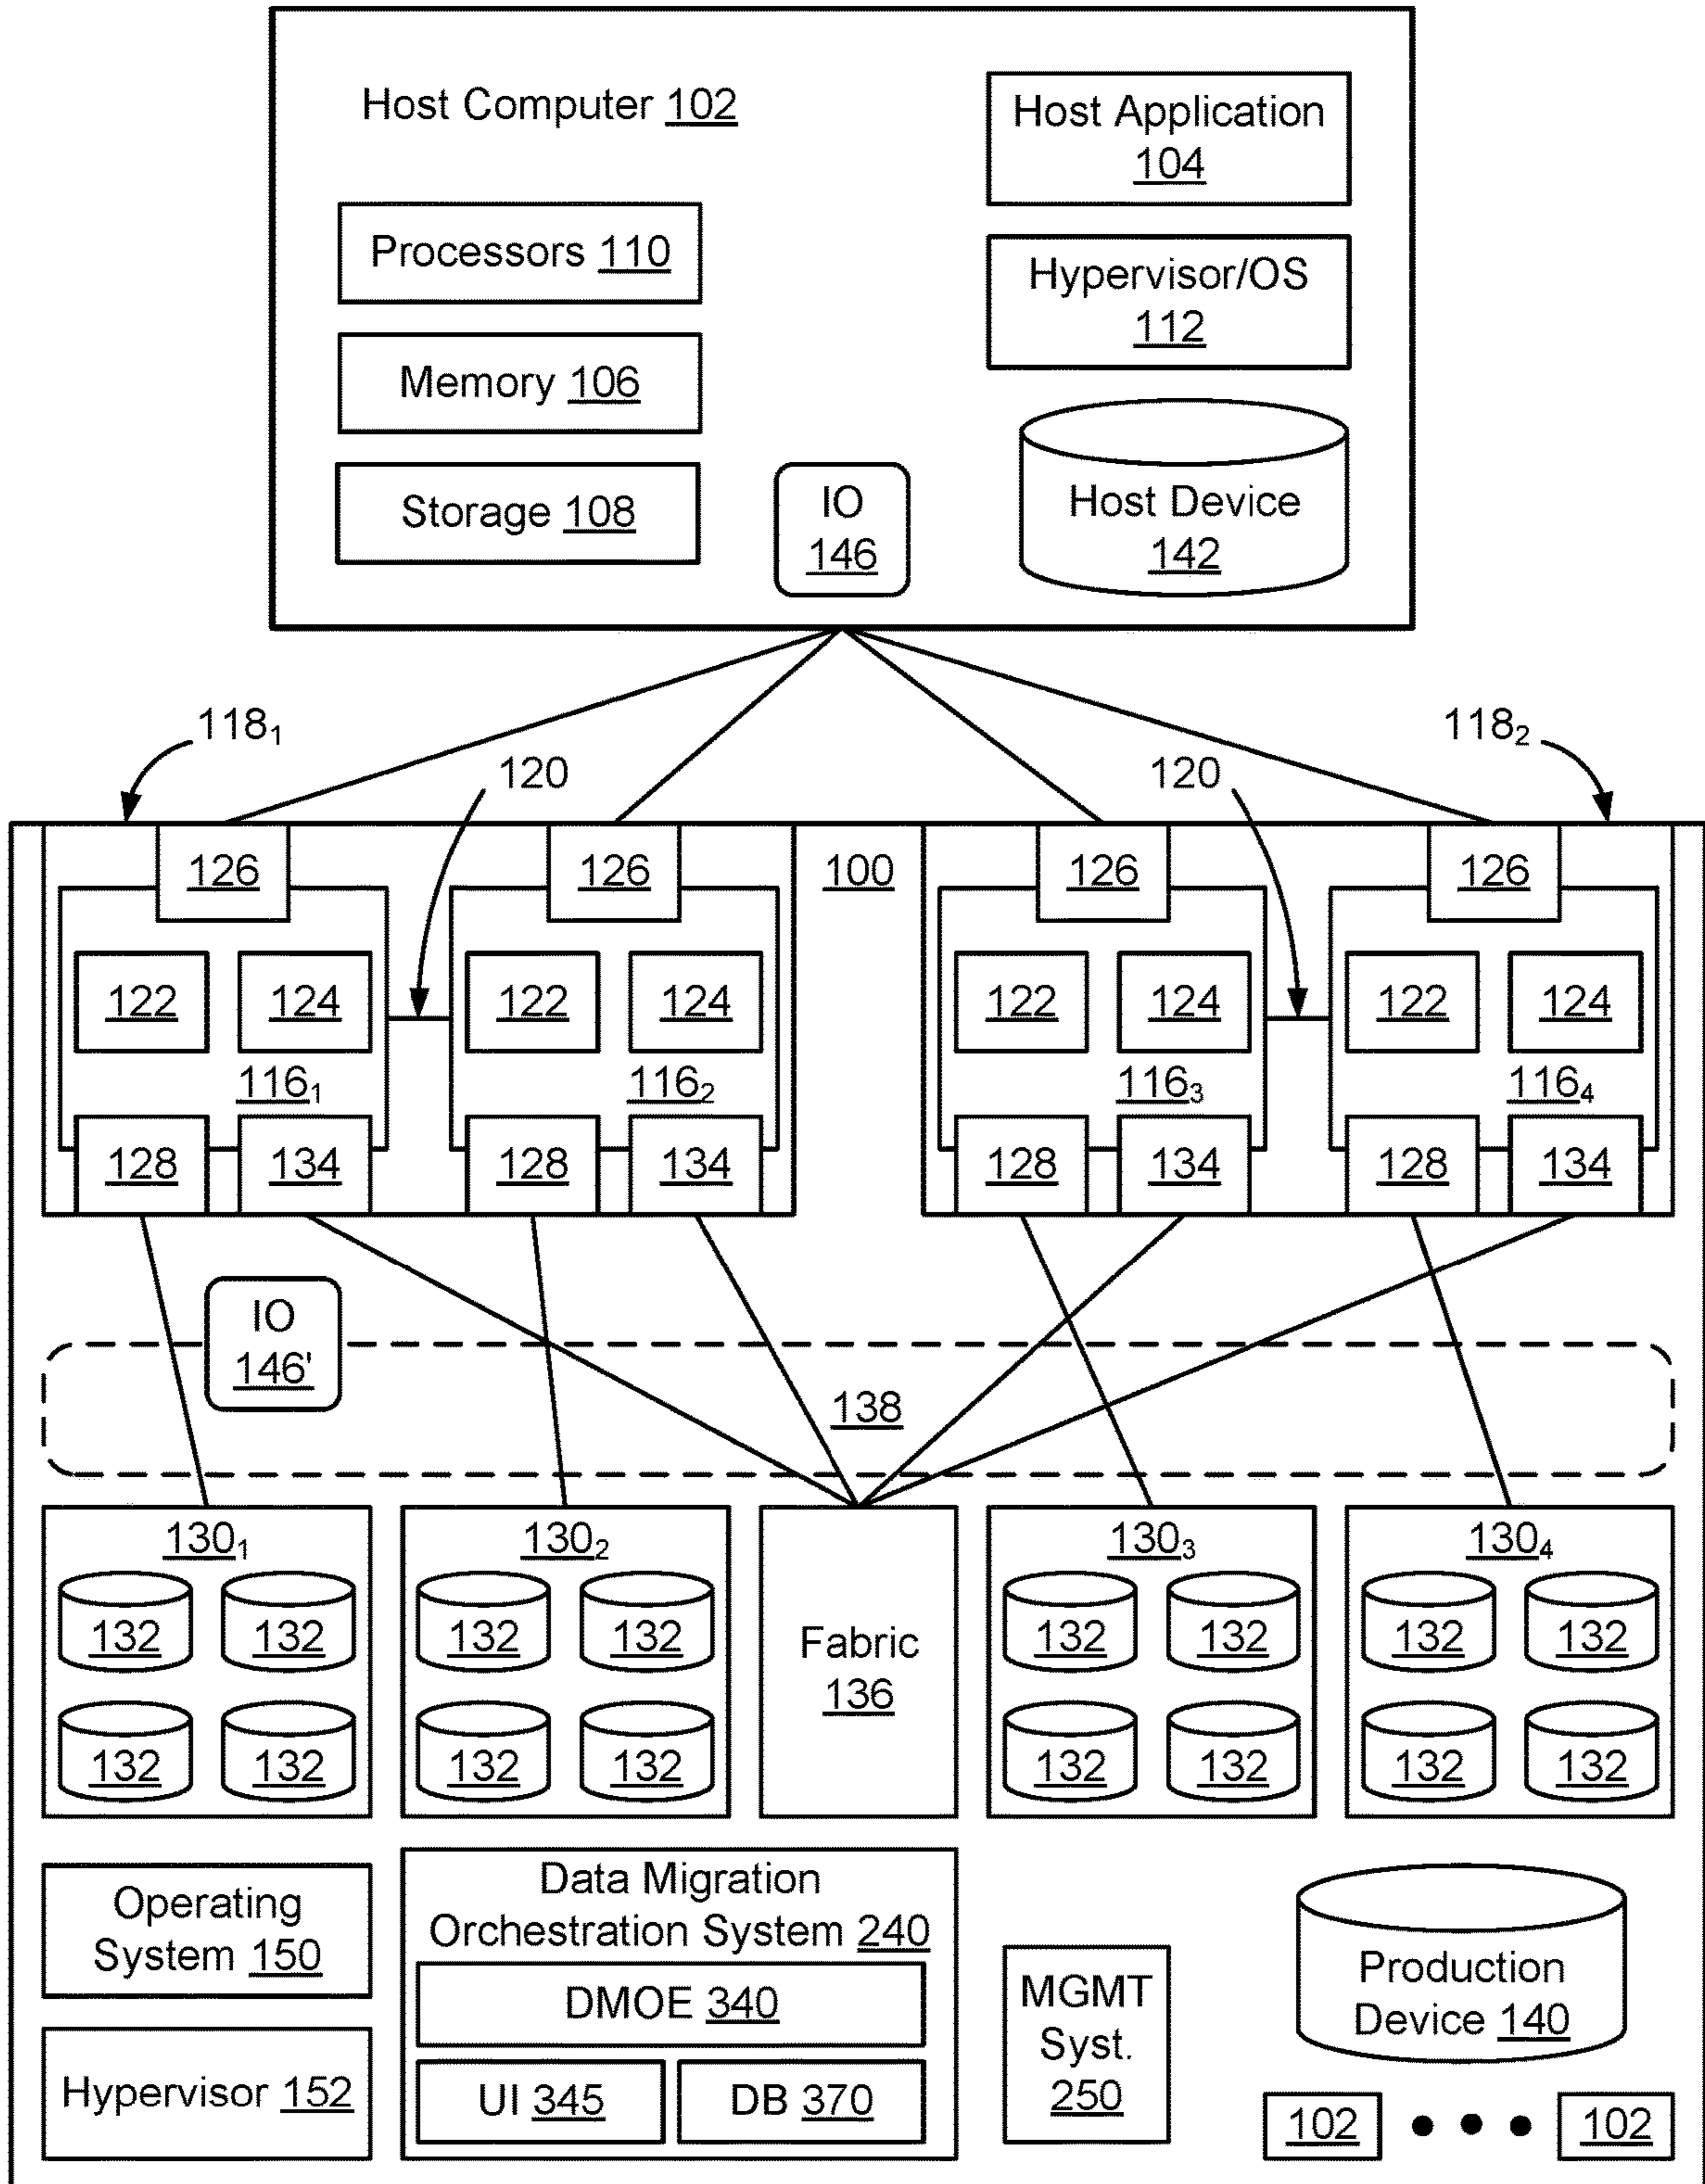 Host Computer 102
Host Application
104
Processors 110
Hypervisor/OS
112
Memory 106
Storage 108
IO
146
Host Device
142
118₁
118₂
120
120
126
126
100
126
126
122
124
122
124
122
124
122
124
116₁
116₂
116₃
116₄
128
134
128
134
128
134
128
134
IO
146'
138
130₁
130₂
130₃
130₄
132
132
132
132
132
132
132
132
Fabric
136
132
132
132
132
132
132
132
132
Operating
System 150
Hypervisor 152
Data Migration
Orchestration System 240
DMOE 340
UI 345
DB 370
MGMT
Syst.
250
Production
Device 140
102
102